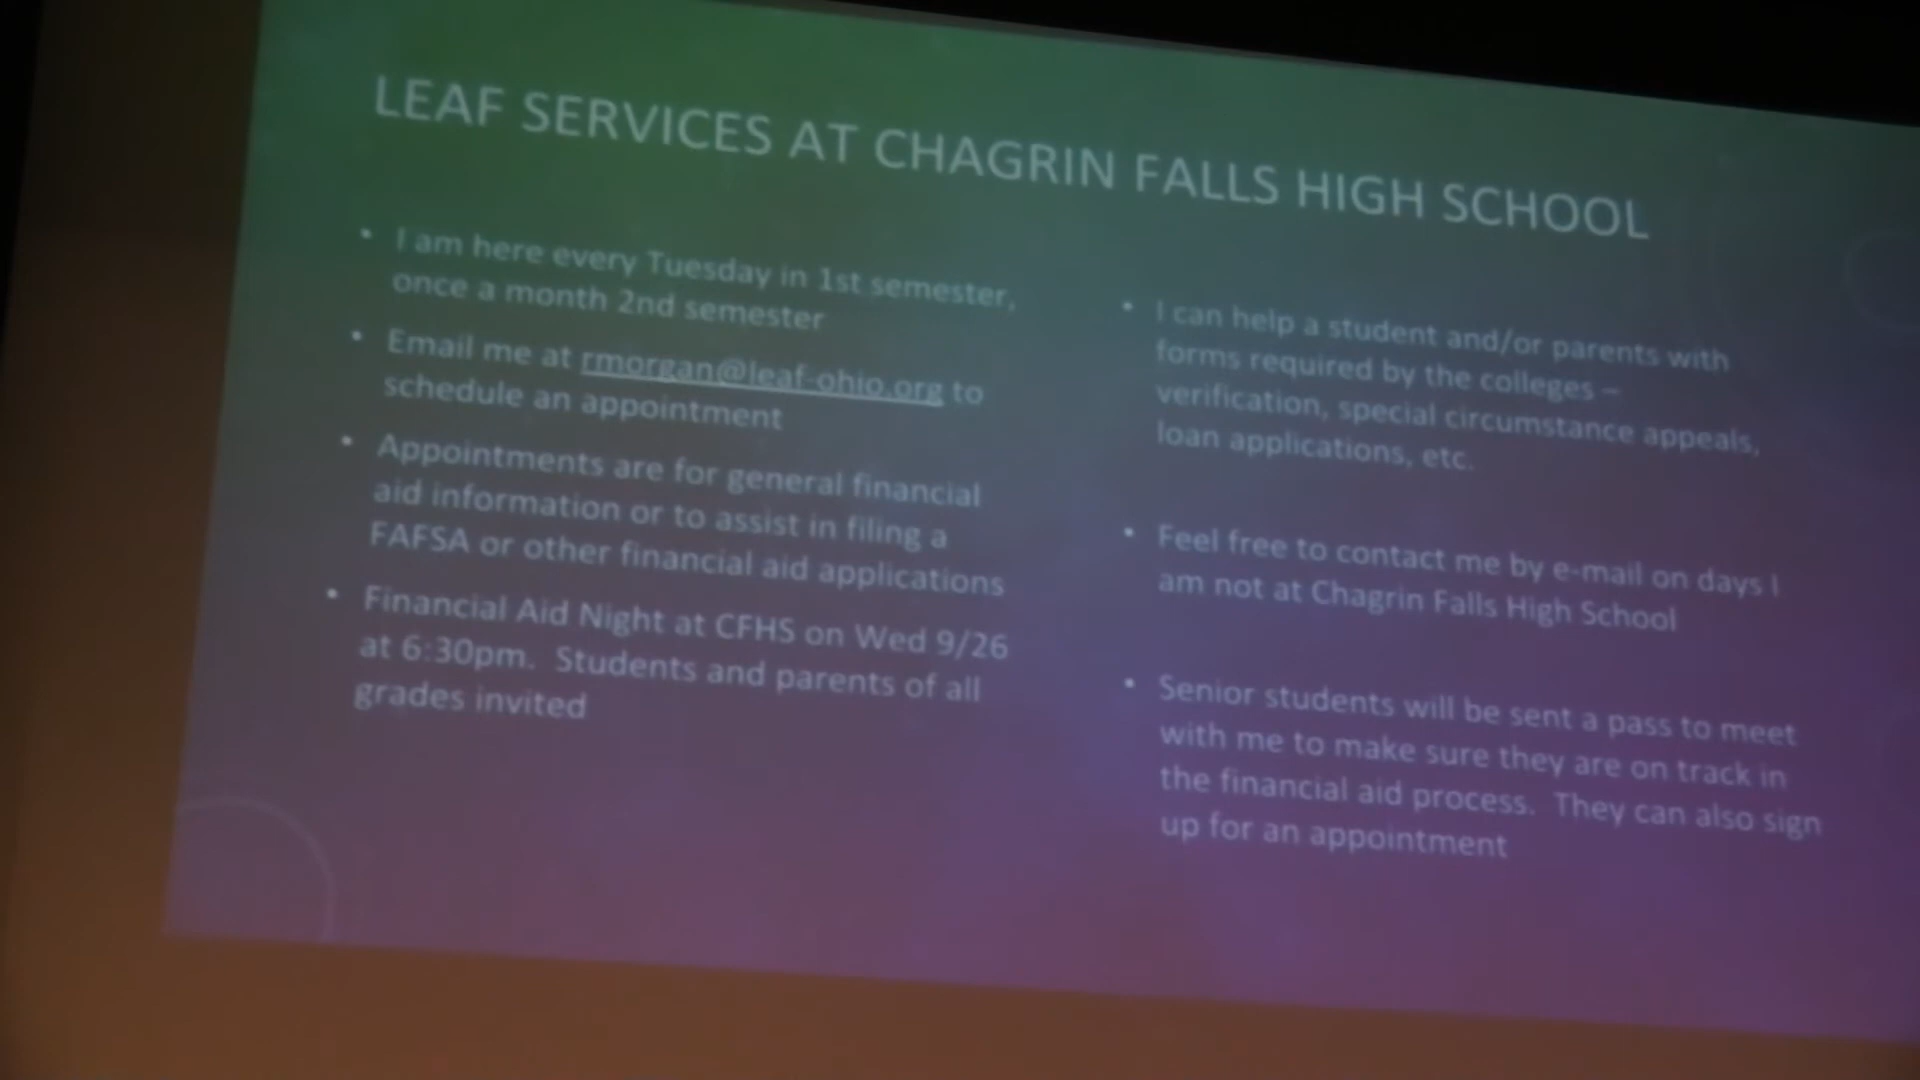 LEAF SERVICES AT CHAGRIN FALLS HIGH SCHOOL
• I am here every Tuesday in 1st semester,
once a month 2nd semester
• Email me at rmorgan@leaf-ohio.org to
schedule an appointment
• Appointments are for general financial
aid information or to assist in filing a
FAFSA or other financial aid applications
• Financial Aid Night at CFHS on Wed 9/26
at 6:30pm. Students and parents of all
grades invited
• I can help a student and/or parents with
forms required by the colleges –
verification, special circumstance appeals,
loan applications, etc.
• Feel free to contact me by e-mail on days I
am not at Chagrin Falls High School
• Senior students will be sent a pass to meet
with me to make sure they are on track in
the financial aid process. They can also sign
up for an appointment